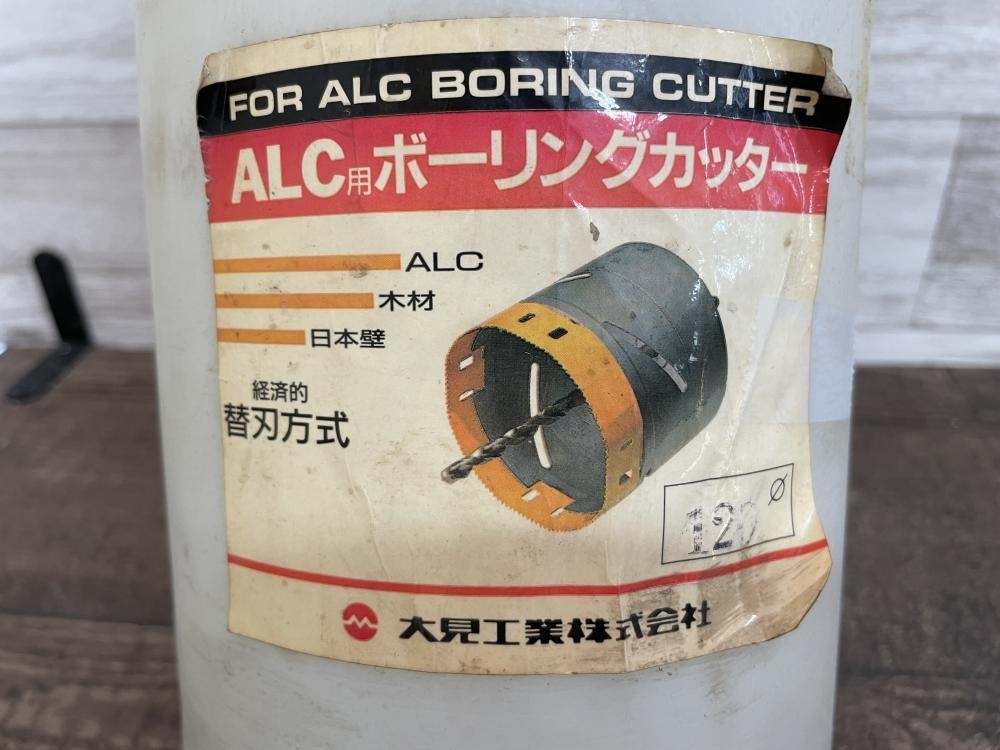 FOR ALC BORING CUTTER
ALC用ボーリングカッター
ALC
木材
日本壁
経済的
替刃方式
ø
大見工業株式会社